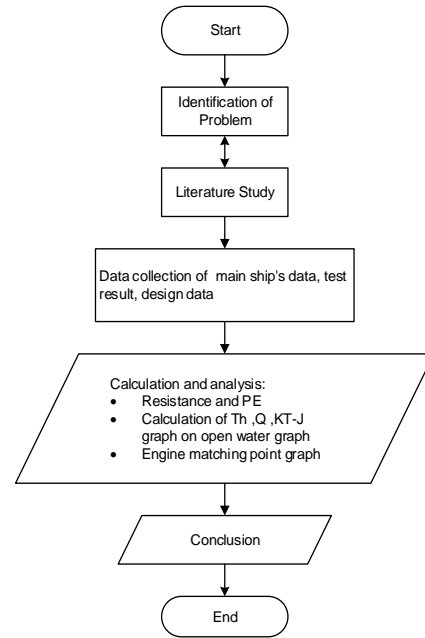 Start
Identification of
Problem
Literature Study
Data collection of main ship's data, test
result, design data
Calculation and analysis:
• Resistance and PE
• Calculation of Th ,Q ,KT-J
graph on open water graph
• Engine matching point graph
Conclusion
End